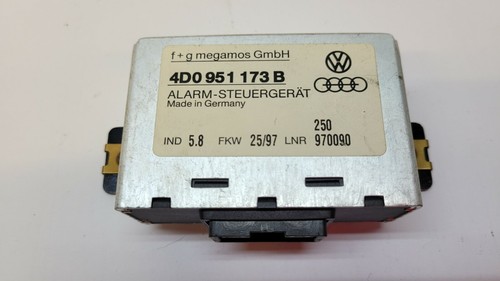 f+g megamos GmbH
4D0 951 173 B
ALARM-STEUERGERÄT
Made in Germany
250
IND 5.8 FKW 25/97 LNR 970090